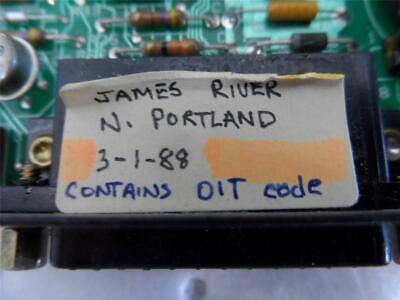 JAMES RIVER
N. PORTLAND
3-1-88
CONTAINS OIT code